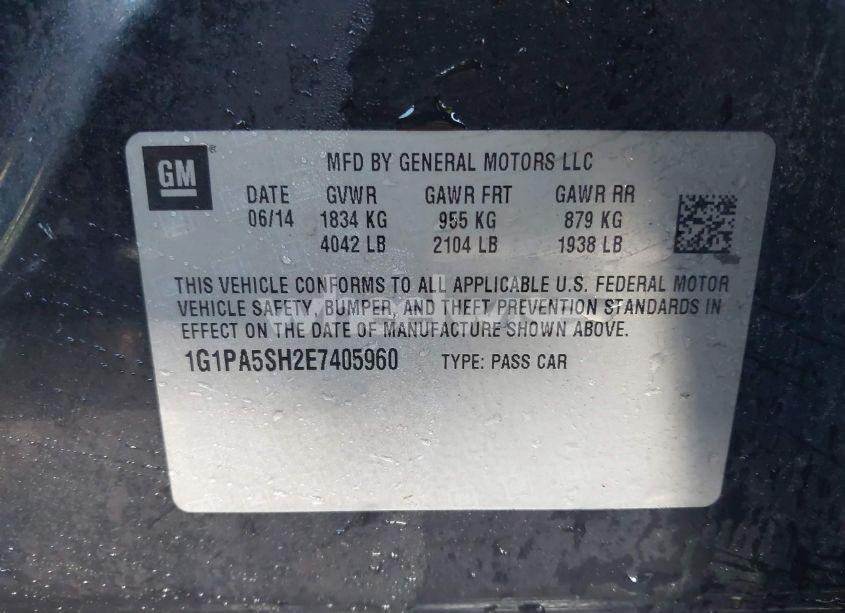 GM ®
MFD BY GENERAL MOTORS LLC
DATE GVWR GAWR FRT GAWR RR
06/14 1834 KG 955 KG 879 KG
4042 LB 2104 LB 1938 LB
THIS VEHICLE CONFORMS TO ALL APPLICABLE U.S. FEDERAL MOTOR
VEHICLE SAFETY, BUMPER, AND THEFT PREVENTION STANDARDS IN
EFFECT ON THE DATE OF MANUFACTURE SHOWN ABOVE.
1G1PA5SH2E7405960 TYPE: PASS CAR